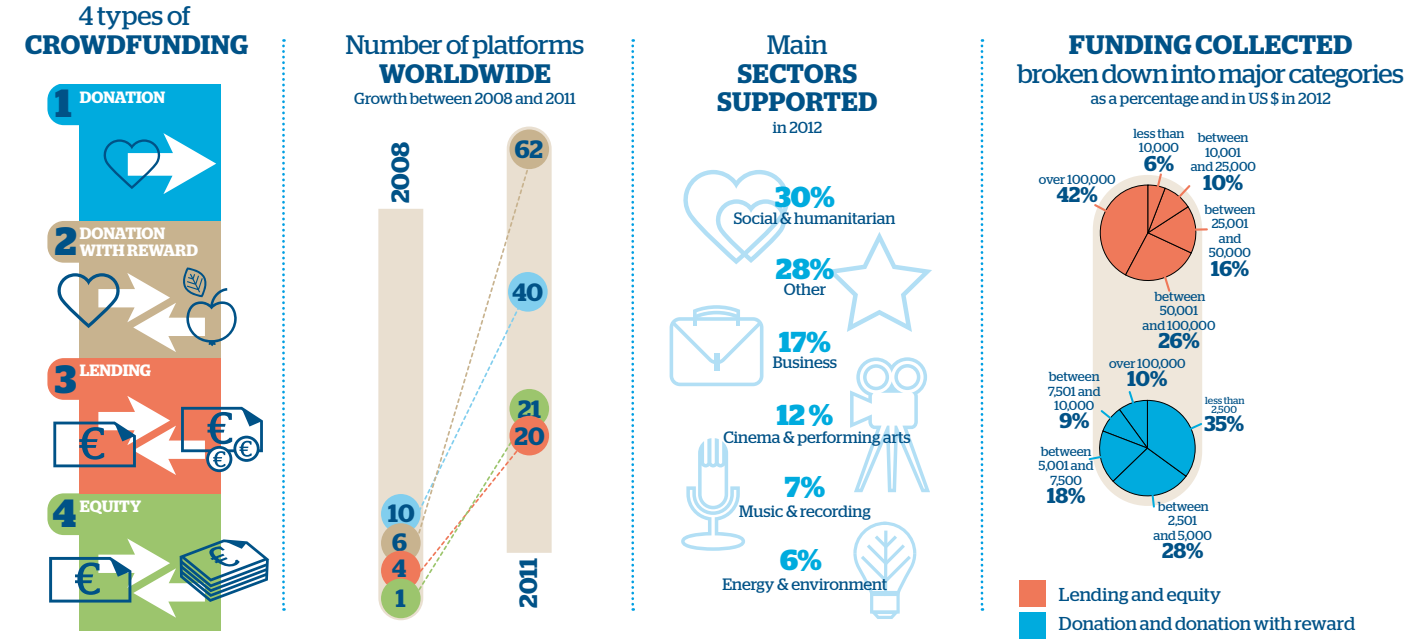 4 types of
CROWDFUNDING
1 DONATION
2 DONATION
WITH REWARD
3 LENDING
€
€
€
€
4 EQUITY
€
€
Number of platforms
WORLDWIDE
Growth between 2008 and 2011
2008
10
6
4
1
62
40
21
20
2011
Main
SECTORS
SUPPORTED
in 2012
30%
Social & humanitarian
28%
Other
17%
Business
12 %
Cinema & performing arts
7%
Music & recording
6%
Energy & environment
FUNDING COLLECTED
broken down into major categories
as a percentage and in US $ in 2012
less than
10,000
6%
between
10,001
and 25,000
10%
between
25,001
and
50,000
16%
between
50,001
and 100,000
26%
over 100,000
42%
over 100,000
10%
less than
2,500
35%
between
2,501
and 5,000
28%
between
5,001 and
7,500
18%
between
7,501 and
10,000
9%
Lending and equity
Donation and donation with reward